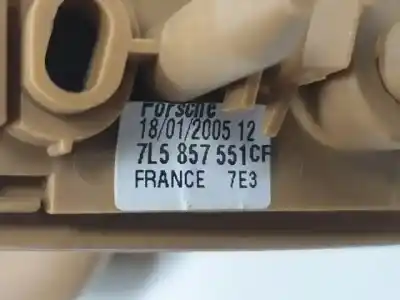 Porsche
18/01/2005 12
7L5 857 551CF
FRANCE 7E3